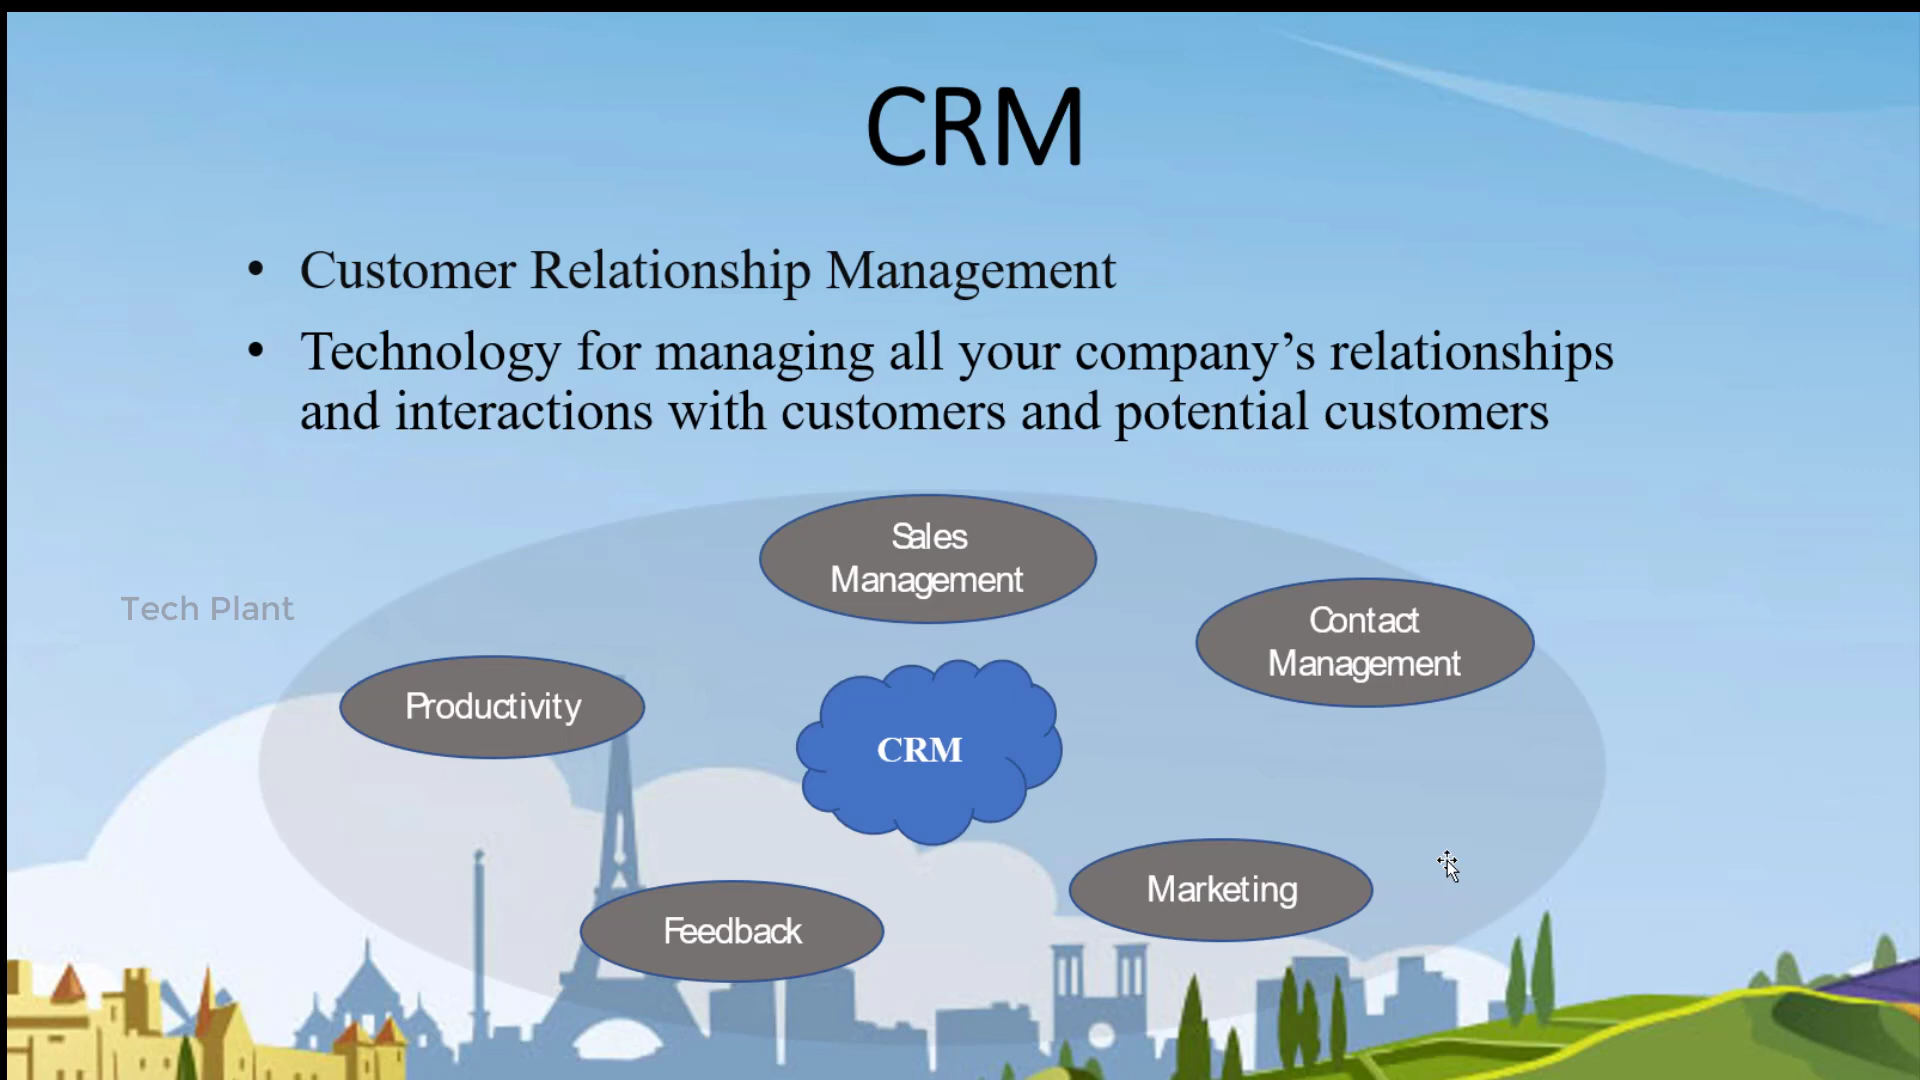 CRM
• Customer Relationship Management
• Technology for managing all your company’s relationships
and interactions with customers and potential customers
Sales
Management
Contact
Management
Tech Plant
Productivity
CRM
Marketing
Feedback